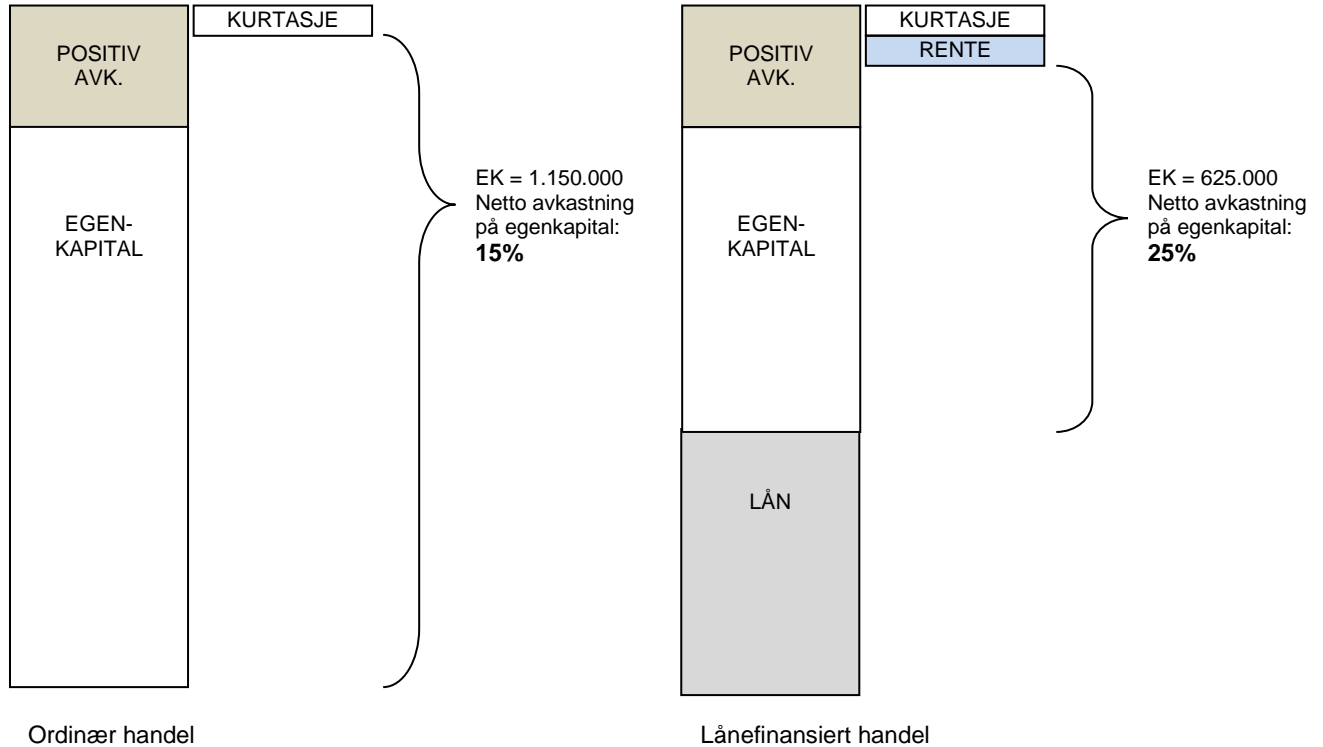 POSITIV
AVK.
KURTASJE
EGEN-
KAPITAL
EK = 1.150.000
Netto avkastning
på egenkapital:
15%
Ordinær handel
POSITIV
AVK.
KURTASJE
RENTE
EGEN-
KAPITAL
LÅN
EK = 625.000
Netto avkastning
på egenkapital:
25%
Lånefinansiert handel